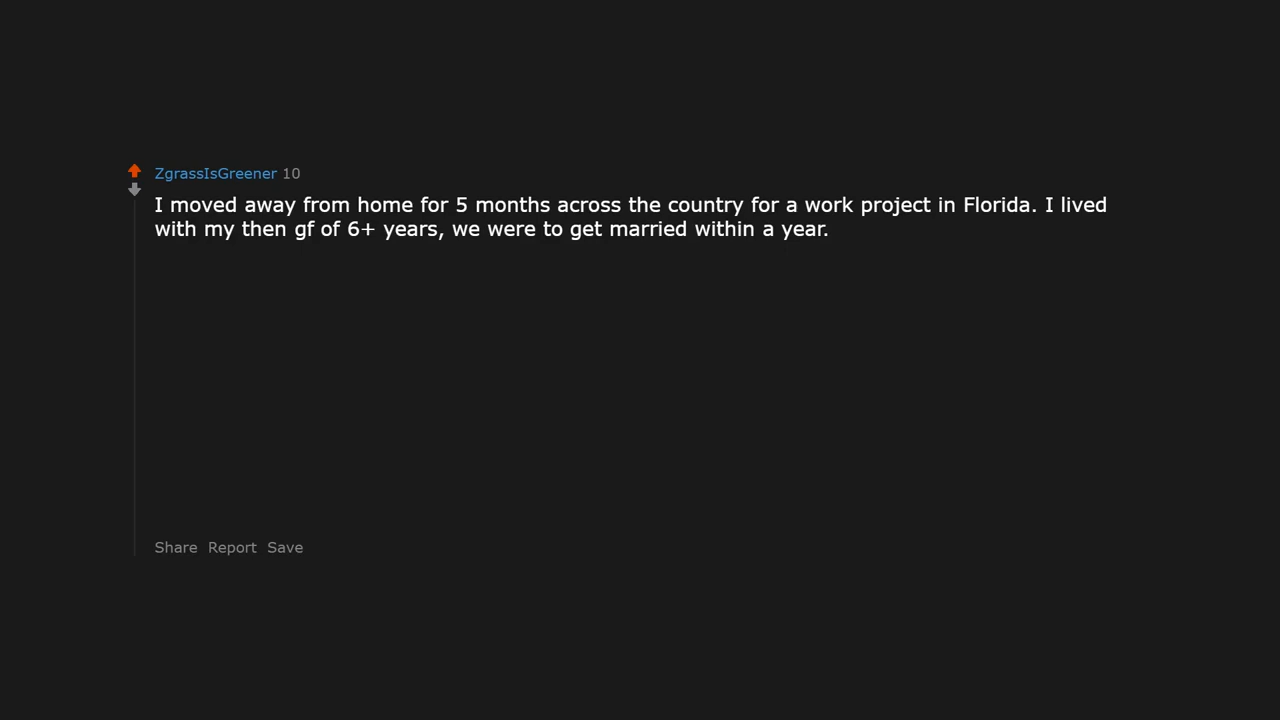 ZgrassIsGreener 10
I moved away from home for 5 months across the country for a work project in Florida. I lived
with my then gf of 6+ years, we were to get married within a year.
Share Report Save